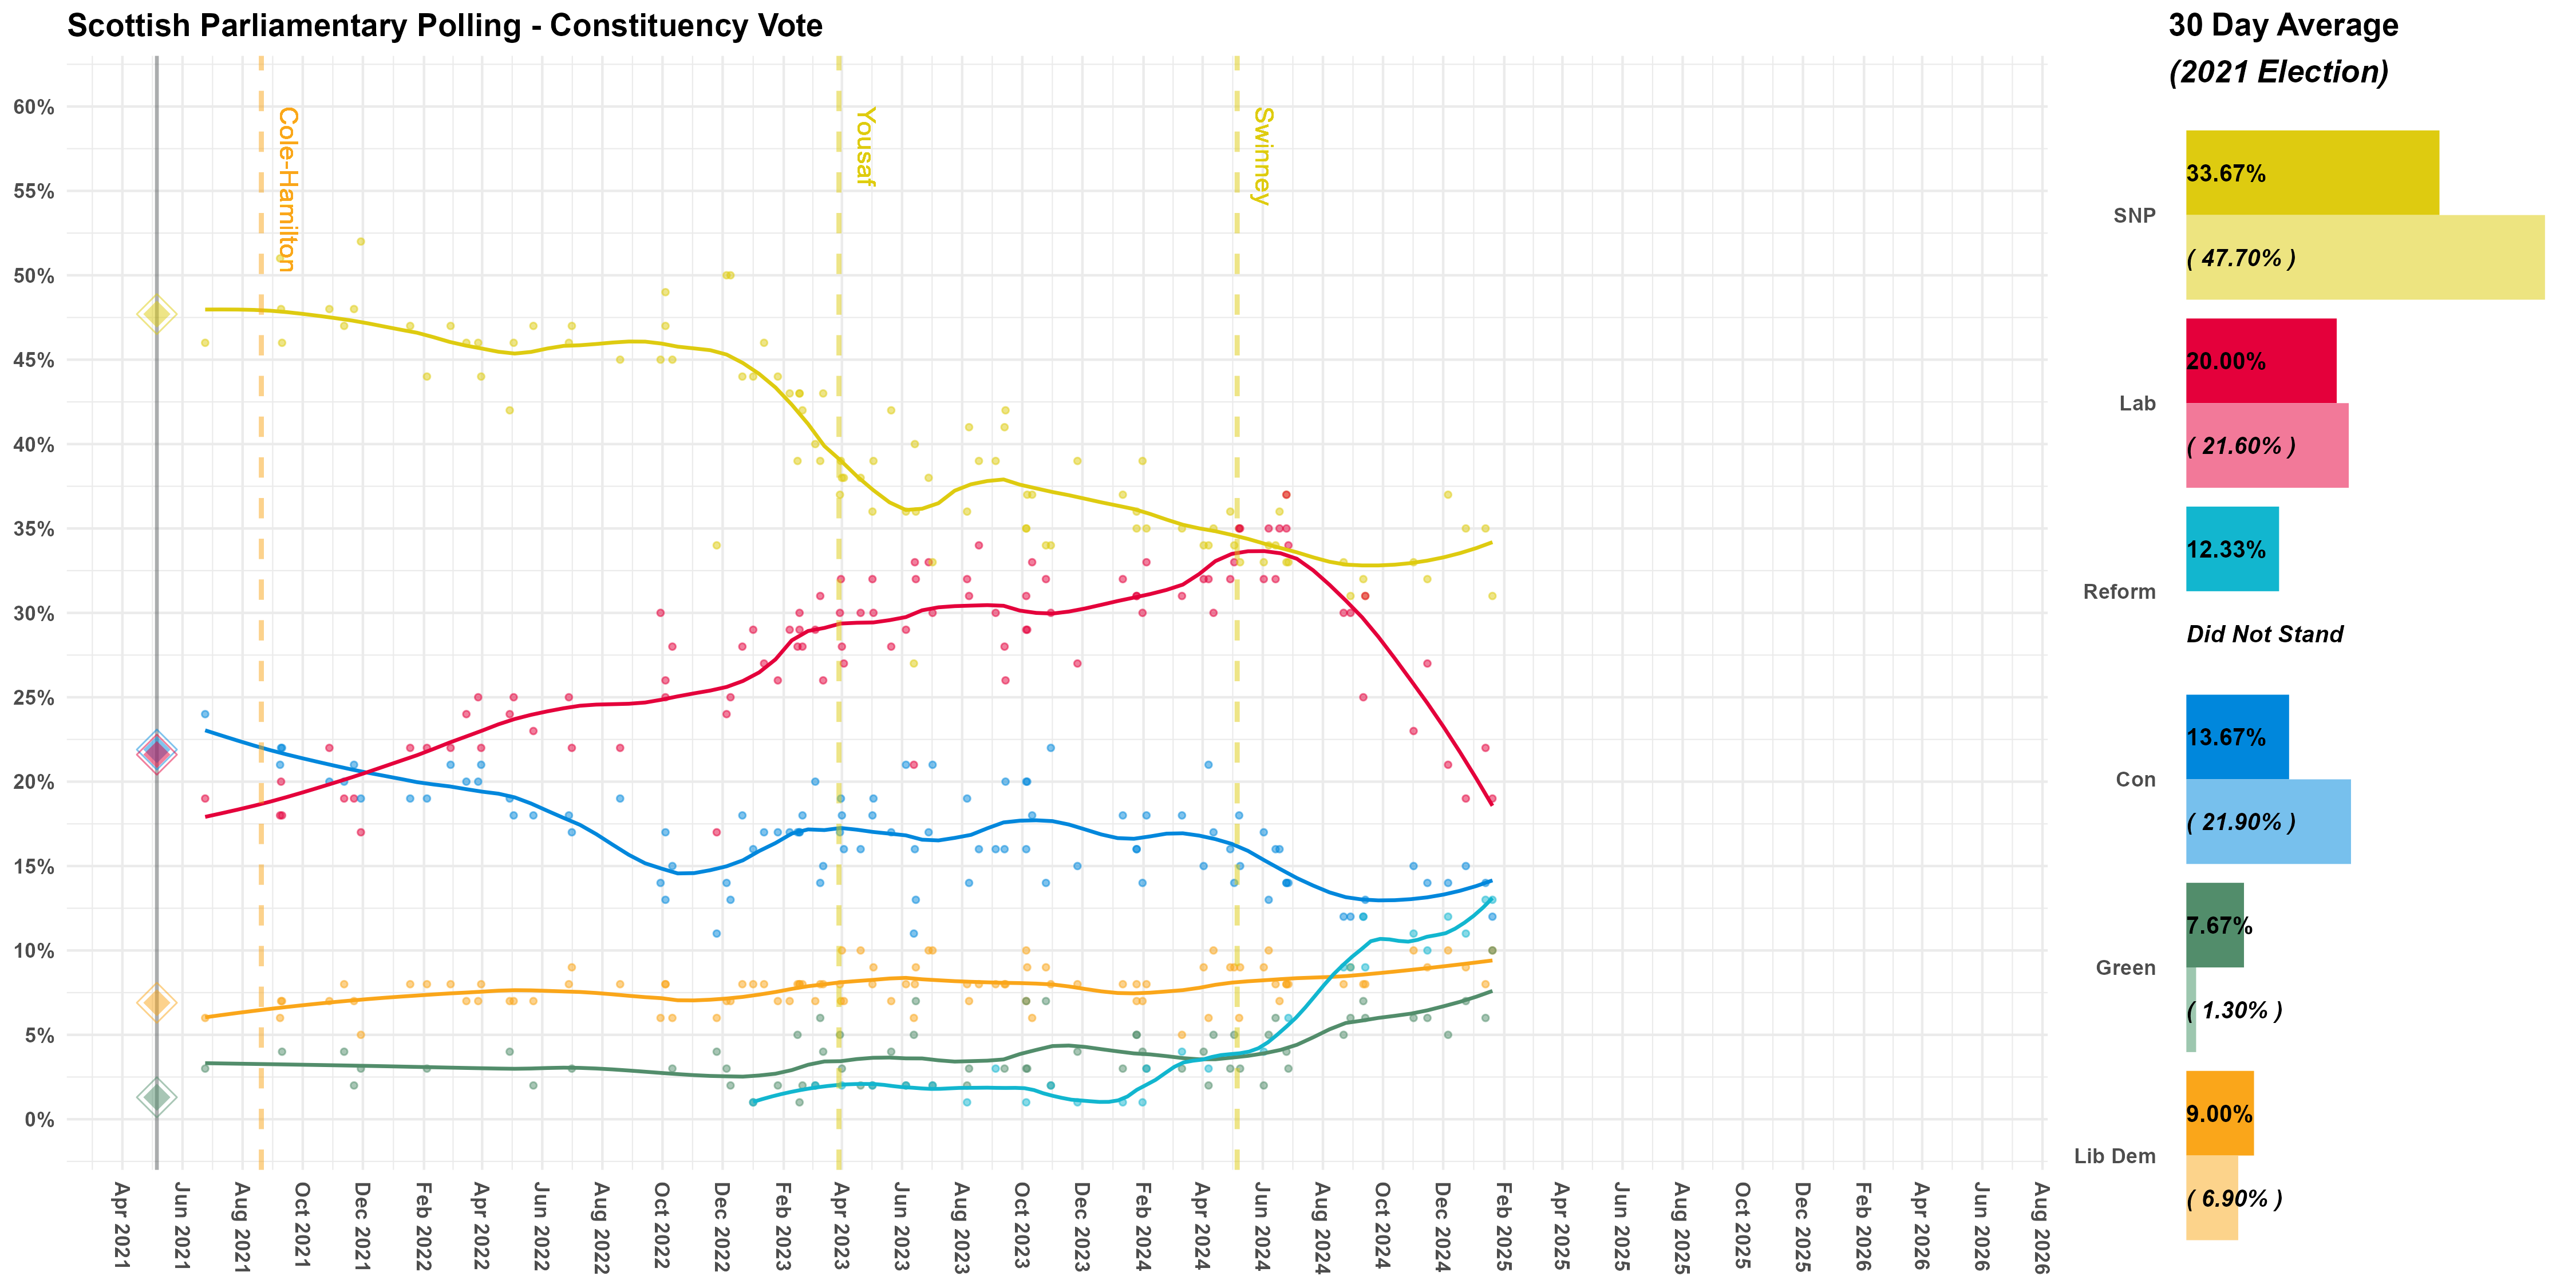 Scottish Parliamentary Polling - Constituency Vote
60%
55%
50%
45%
40%
35%
30%
25%
20%
15%
10%
5%
0%
Cole-Hamilton
Yousaf
Swinney
Apr 2021
Jun 2021
Aug 2021
Oct 2021
Dec 2021
Feb 2022
Apr 2022
Jun 2022
Aug 2022
Oct 2022
Dec 2022
Feb 2023
Apr 2023
Jun 2023
Aug 2023
Oct 2023
Dec 2023
Feb 2024
Apr 2024
Jun 2024
Aug 2024
Oct 2024
Dec 2024
Feb 2025
Apr 2025
Jun 2025
Aug 2025
Oct 2025
Dec 2025
Feb 2026
Apr 2026
Jun 2026
Aug 2026
30 Day Average
(2021 Election)
SNP
33.67%
( 47.70% )
Lab
20.00%
( 21.60% )
Reform
12.33%
Did Not Stand
Con
13.67%
( 21.90% )
Green
7.67%
( 1.30% )
Lib Dem
9.00%
( 6.90% )